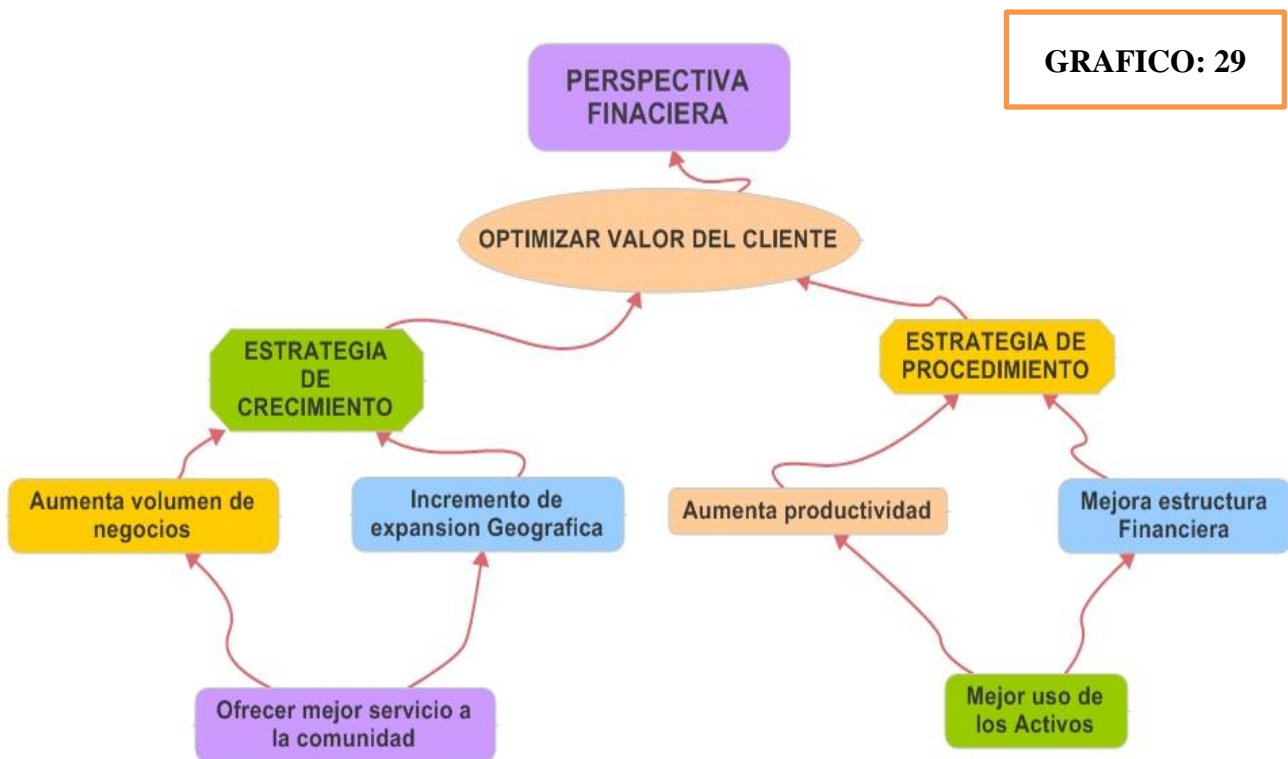 GRAFICO: 29
PERSPECTIVA
FINACIERA
OPTIMIZAR VALOR DEL CLIENTE
ESTRATEGIA
DE
CRECIMIENTO
ESTRATEGIA DE
PROCEDIMIENTO
Aumenta volumen de
negocios
Incremento de
expansion Geografica
Aumenta productividad
Mejora estructura
Financiera
Ofrecer mejor servicio a
la comunidad
Mejor uso de
los Activos